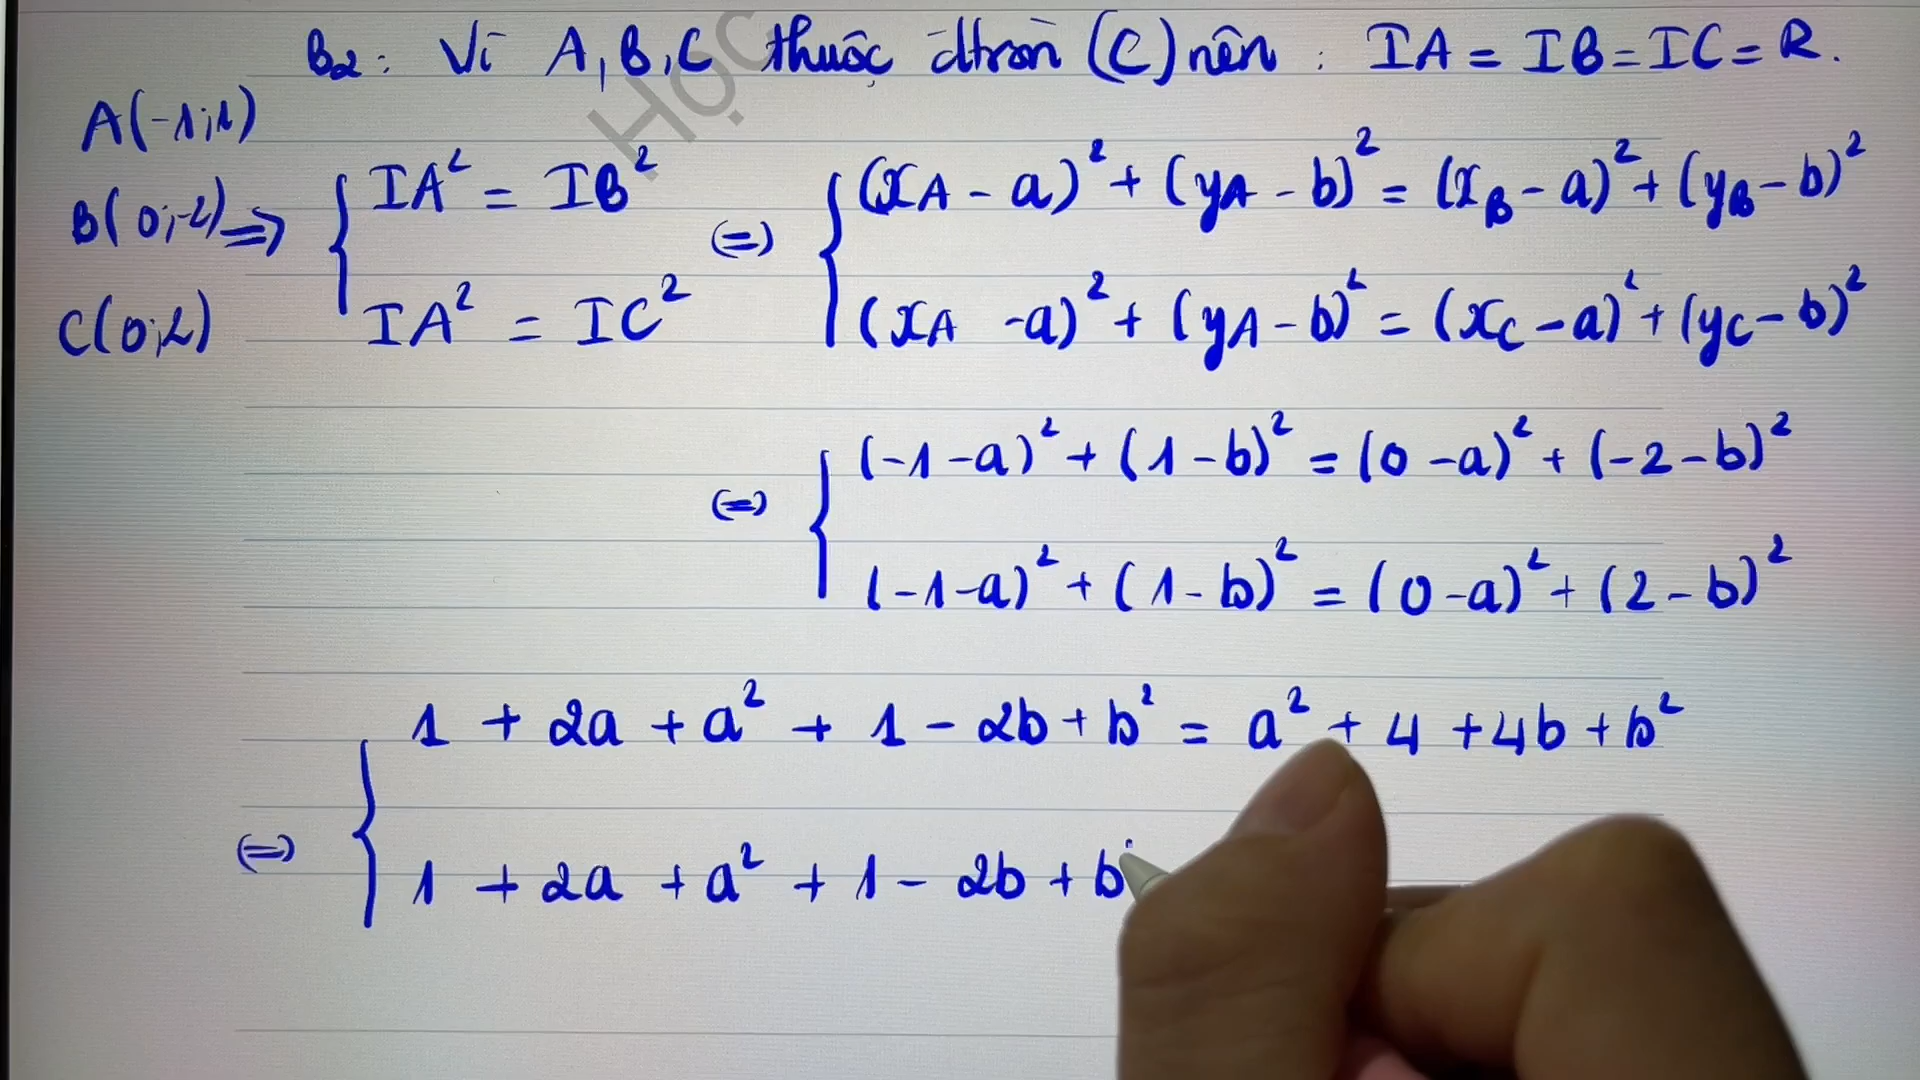 B2: Vì A,B,C thuộc đtròn (C) nên : IA = IB = IC = R.
HỌC
A(-1;1)
B(0;-2)
C(0;2)
=> { IA² = IB²
IA² = IC²
(=) { (xA - a)² + (yA - b)² = (xB - a)² + (yB - b)²
(xA - a)² + (yA - b)² = (xC - a)² + (yC - b)²
(=) { (-1-a)² + (1-b)² = (0-a)² + (-2-b)²
(-1-a)² + (1-b)² = (0-a)² + (2-b)²
(=) { 1 + 2a + a² + 1 - 2b + b² = a² + 4 + 4b + b²
1 + 2a + a² + 1 - 2b + b